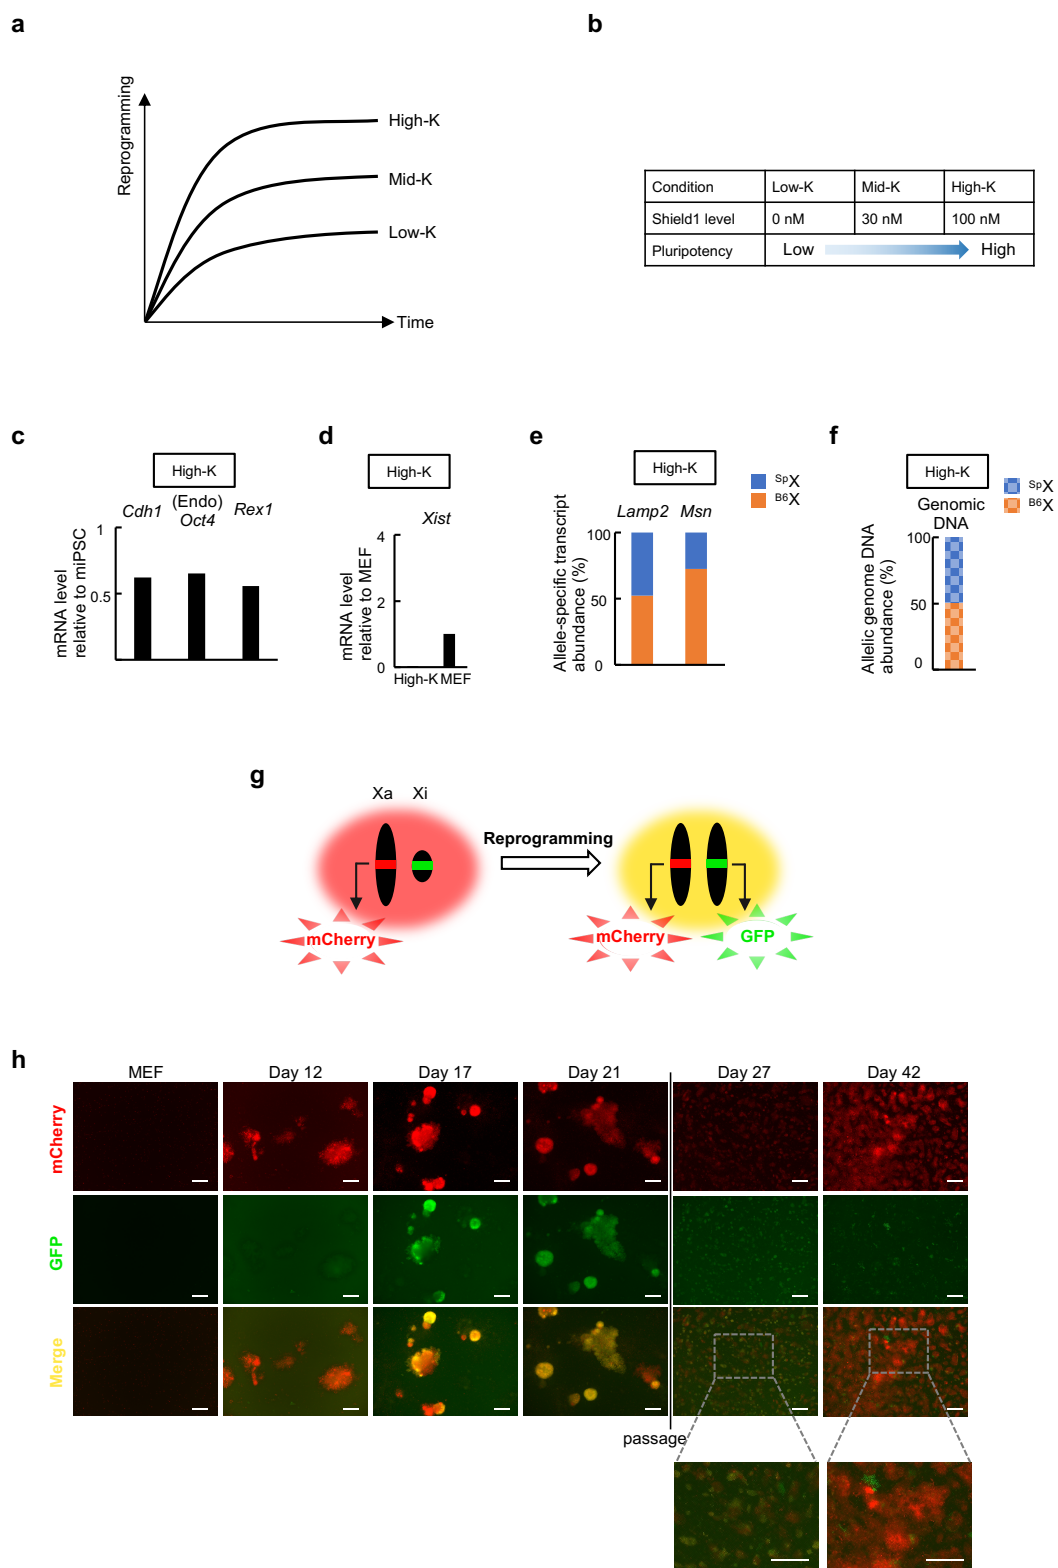 a
Reprogramming
High-K
Mid-K
Low-K
Time
b
Condition Low-K Mid-K High-K
Shield1 level 0 nM 30 nM 100 nM
Pluripotency Low High
c
High-K
Cdh1 (Endo) Oct4 Rex1
mRNA level
relative to miPSC
1
0.5
d
High-K
Xist
mRNA level
relative to MEF
4
2
0
High-K MEF
e
High-K
SpX
B6X
Lamp2 Msn
Allele-specific transcript
abundance (%)
100
50
0
f
High-K
SpX
B6X
Genomic
DNA
Allelic genome DNA
abundance (%)
100
50
0
g
Xa Xi
Reprogramming
mCherry
mCherry
GFP
h
MEF Day 12 Day 17 Day 21 Day 27 Day 42
mCherry
GFP
Merge
passage